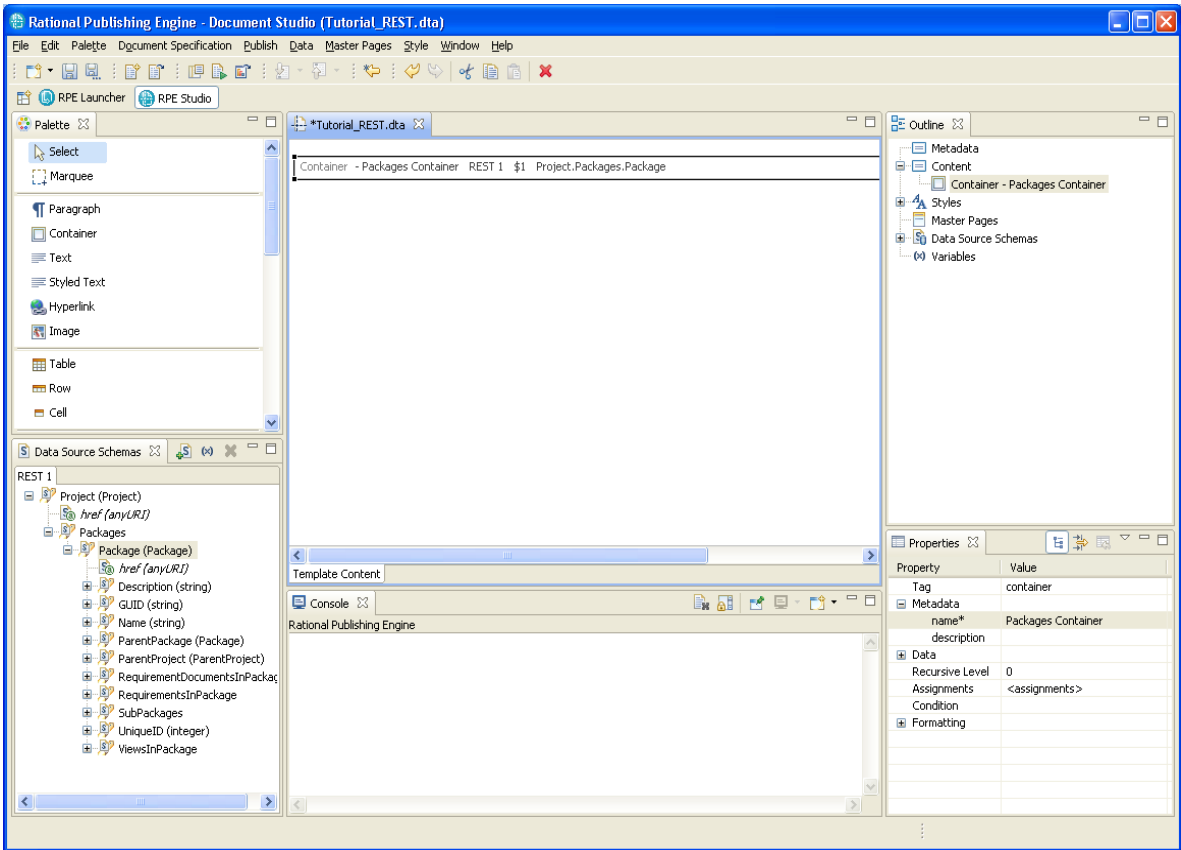 Rational Publishing Engine - Document Studio (Tutorial_REST.dta)
File Edit Palette Document Specification Publish Data Master Pages Style Window Help
RPE Launcher RPE Studio
Palette
Select
Marquee
Paragraph
Container
Text
Styled Text
Hyperlink
Image
Table
Row
Cell
Data Source Schemas
REST 1
Project (Project)
href (anyURI)
Packages
Package (Package)
href (anyURI)
Description (string)
GUID (string)
Name (string)
ParentPackage (Package)
ParentProject (ParentProject)
RequirementDocumentsInPackag
RequirementsInPackage
SubPackages
UniqueID (integer)
ViewsInPackage
*Tutorial_REST.dta
Container - Packages Container REST 1 $1 Project.Packages.Package
Template Content
Console
Rational Publishing Engine
Outline
Metadata
Content
Container - Packages Container
Styles
Master Pages
Data Source Schemas
Variables
Properties
Property Value
Tag container
Metadata
name* Packages Container
description
Data
Recursive Level 0
Assignments <assignments>
Condition
Formatting